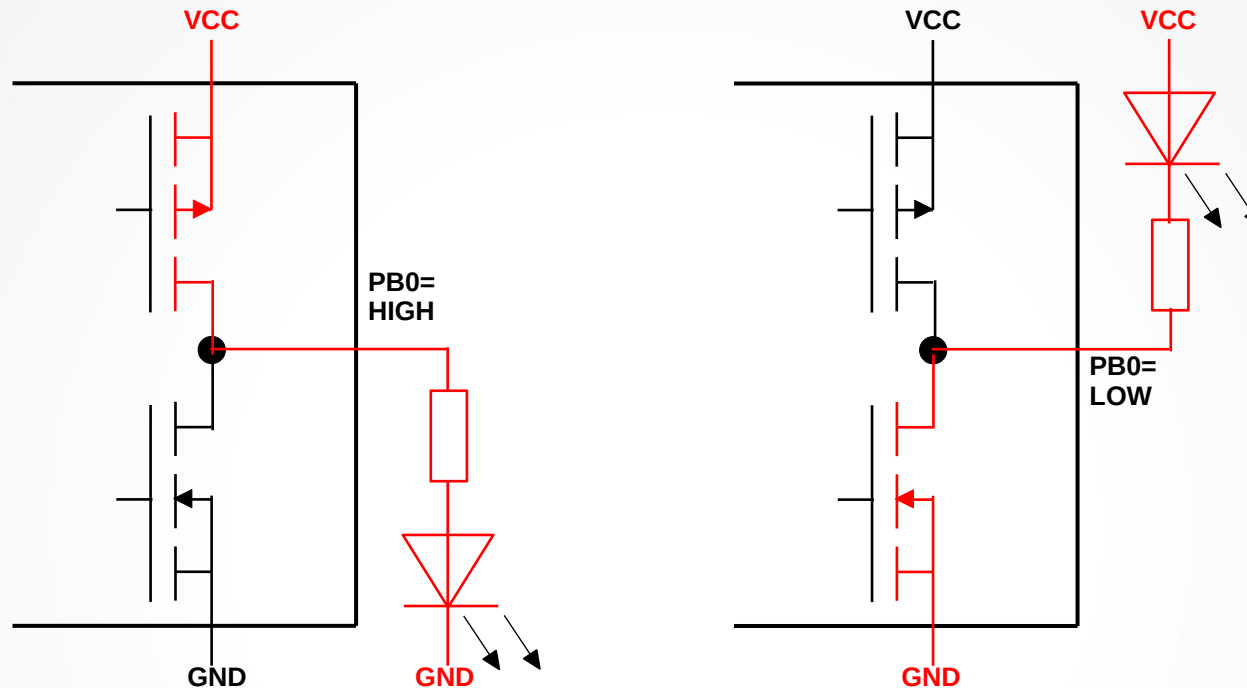 VCC
PB0=
HIGH
GND
GND
VCC
VCC
PB0=
LOW
GND